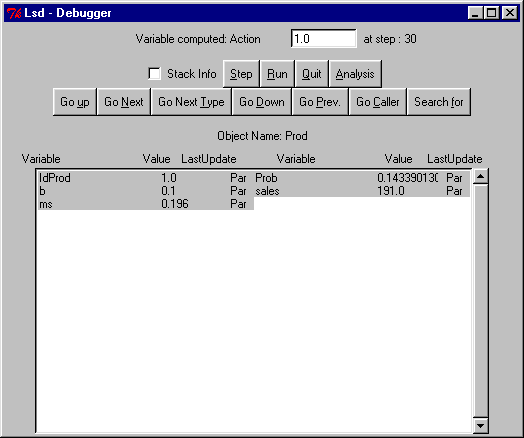 Lsd - Debugger
Variable computed: Action 1.0 at step : 30
Stack Info Step Run Quit Analysis
Go up Go Next Go Next Type Go Down Go Prev. Go Caller Search for
Object Name: Prod
Variable Value LastUpdate Variable Value LastUpdate
IdProd 1.0 Par Prob 0.143390130 Par
b 0.1 Par sales 191.0 Par
ms 0.196 Par